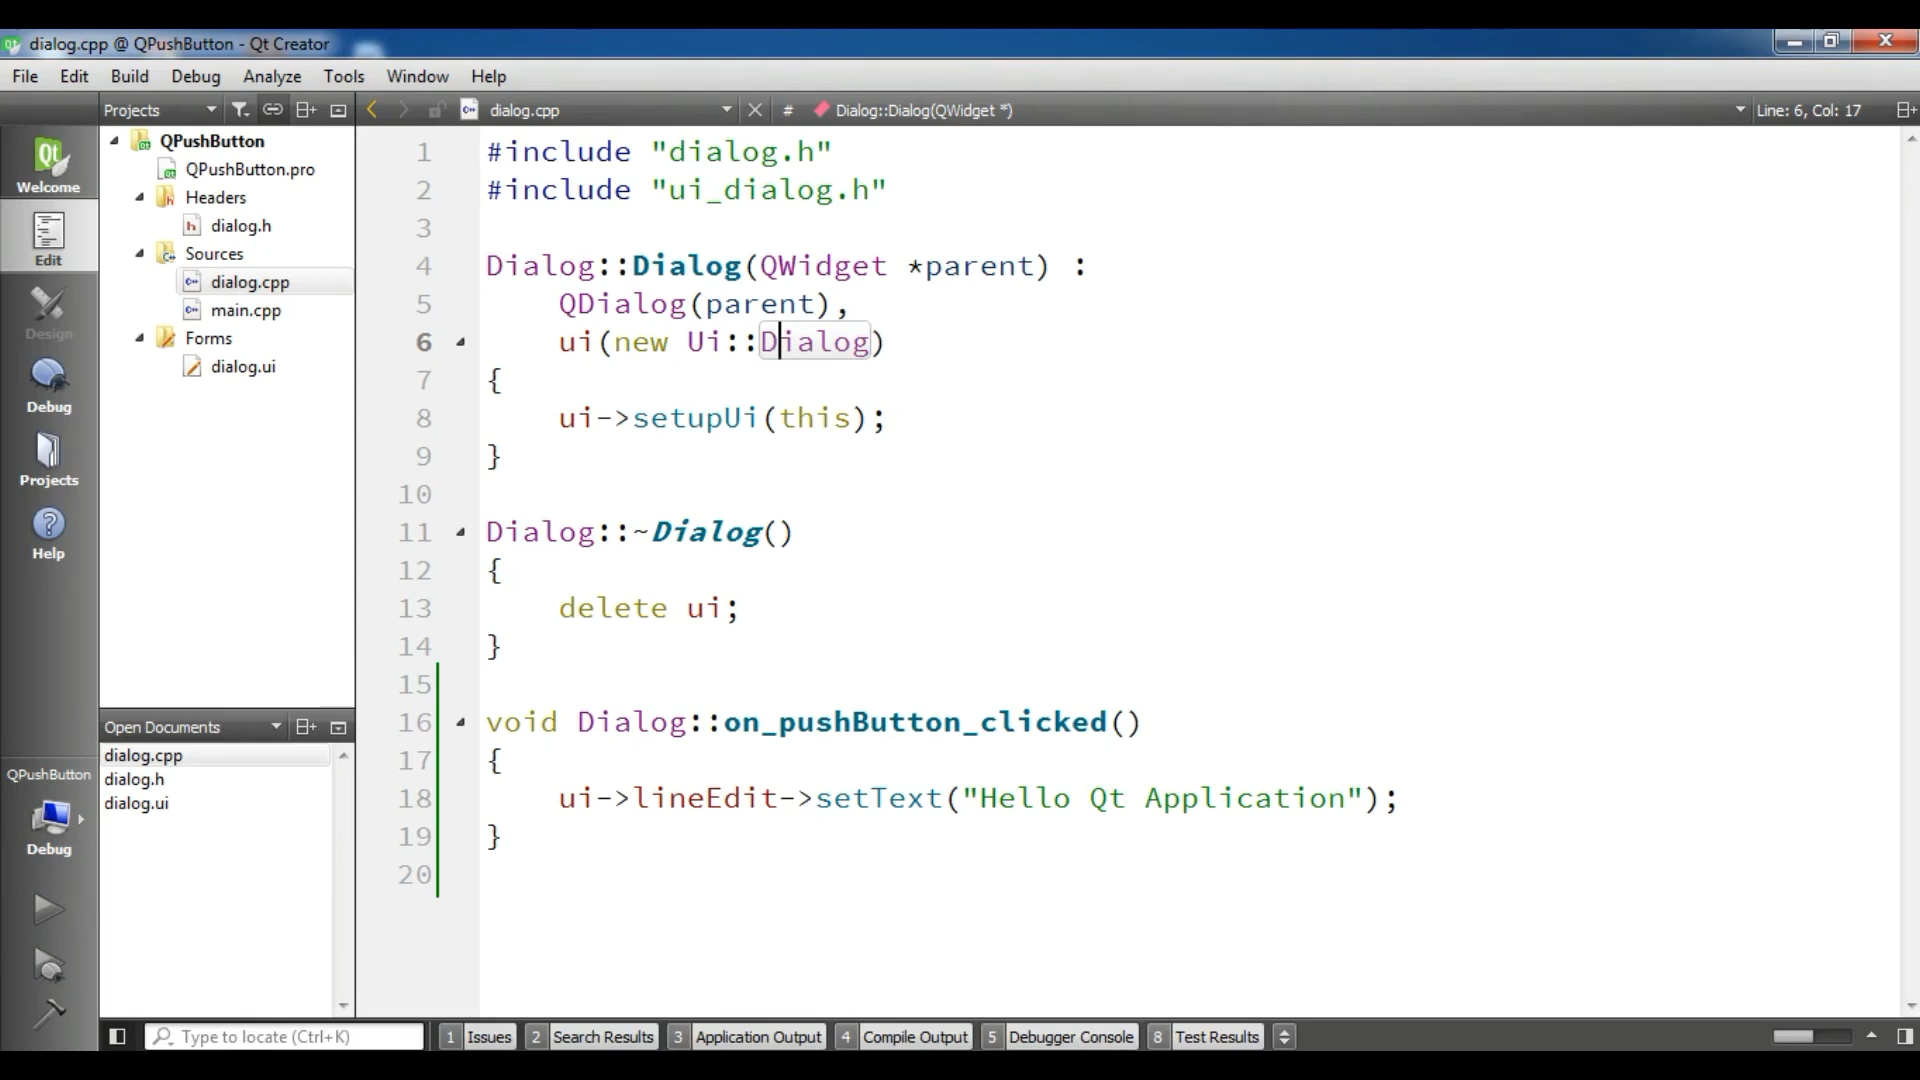 dialog.cpp @ QPushButton - Qt Creator
File Edit Build Debug Analyze Tools Window Help
Projects dialog.cpp # Dialog::Dialog(QWidget *) Line: 6, Col: 17
Welcome
Edit
Design
Debug
Projects
Help
QPushButton
Debug
QPushButton
QPushButton.pro
Headers
dialog.h
Sources
dialog.cpp
main.cpp
Forms
dialog.ui
Open Documents
dialog.cpp
dialog.h
dialog.ui
1 #include "dialog.h"
2 #include "ui_dialog.h"
3
4 Dialog::Dialog(QWidget *parent) :
5     QDialog(parent),
6     ui(new Ui::Dialog)
7 {
8     ui->setupUi(this);
9 }
10
11 Dialog::~Dialog()
12 {
13     delete ui;
14 }
15
16 void Dialog::on_pushButton_clicked()
17 {
18     ui->lineEdit->setText("Hello Qt Application");
19 }
20
Type to locate (Ctrl+K) 1 Issues 2 Search Results 3 Application Output 4 Compile Output 5 Debugger Console 8 Test Results